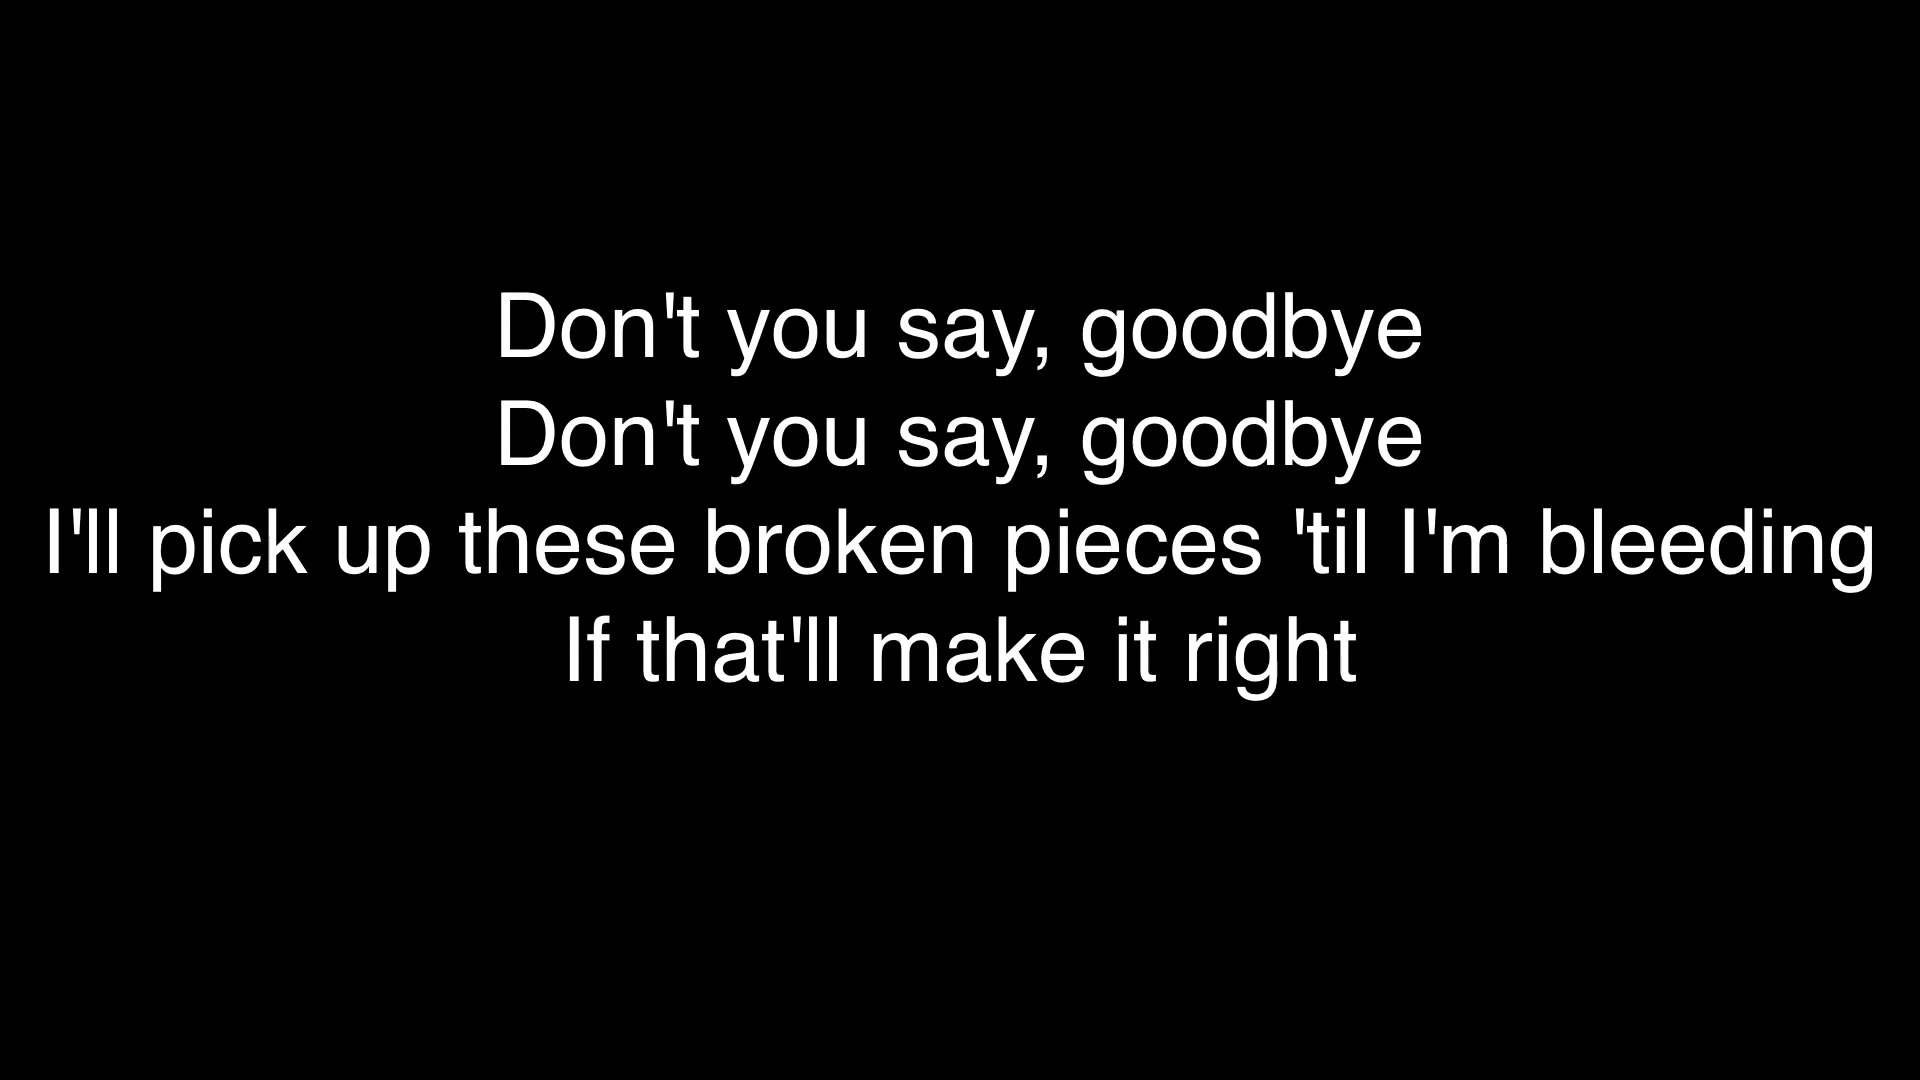 Don't you say, goodbye
Don't you say, goodbye
I'll pick up these broken pieces 'til I'm bleeding
If that'll make it right